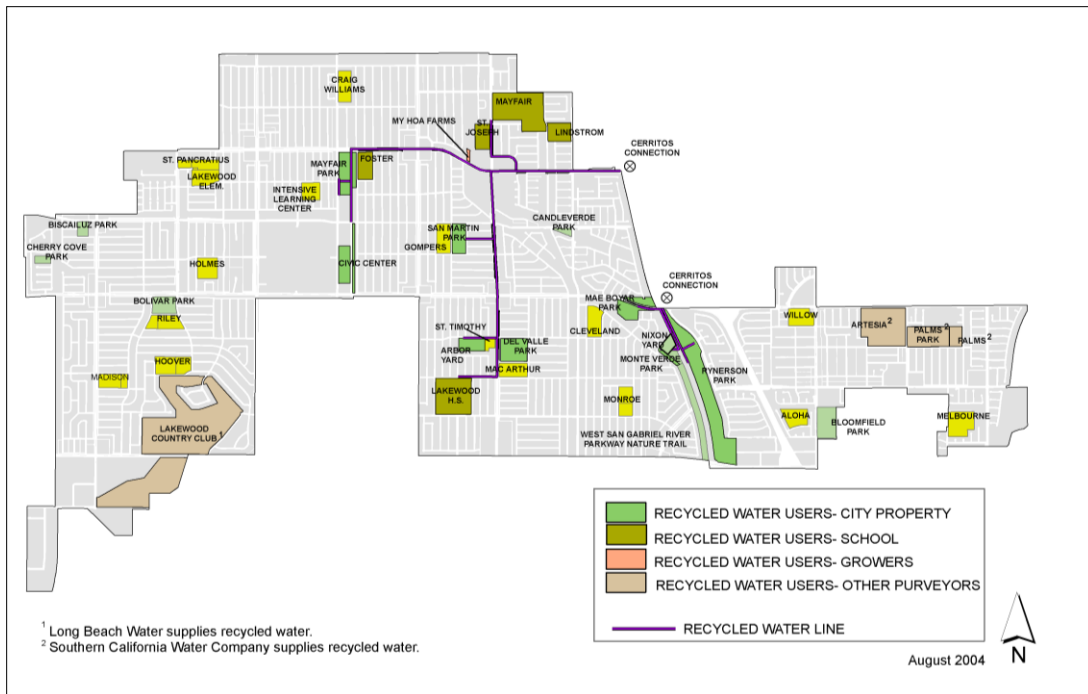 CRAIG
WILLIAMS
MAYFAIR
MY HOA FARMS
ST.
JOSEPH
LINDSTROM
CERRITOS
CONNECTION
ST. PANCRATIUS
LAKEWOOD
ELEM.
MAYFAIR
PARK
FOSTER
INTENSIVE
LEARNING
CENTER
BISCAILUZ PARK
CHERRY COVE
PARK
SAN MARTIN
PARK
GOMPERS
CANDLEVERDE
PARK
HOLMES
CIVIC CENTER
CERRITOS
CONNECTION
BOLIVAR PARK
RILEY
MAE BOYAR
PARK
CLEVELAND
WILLOW
ARTESIA 2
PALMS 2
PARK
PALMS 2
ST. TIMOTHY
ARBOR
YARD
DEL VALLE
PARK
NIXON
YARD
MONTE VERDE
PARK
RYNERSON
PARK
HOOVER
MADISON
MAC ARTHUR
LAKEWOOD
H.S.
MONROE
ALOHA
BLOOMFIELD
PARK
MELBOURNE
LAKEWOOD
COUNTRY CLUB 1
WEST SAN GABRIEL RIVER
PARKWAY NATURE TRAIL
RECYCLED WATER USERS- CITY PROPERTY
RECYCLED WATER USERS- SCHOOL
RECYCLED WATER USERS- GROWERS
RECYCLED WATER USERS- OTHER PURVEYORS
RECYCLED WATER LINE
1 Long Beach Water supplies recycled water.
2 Southern California Water Company supplies recycled water.
August 2004
N